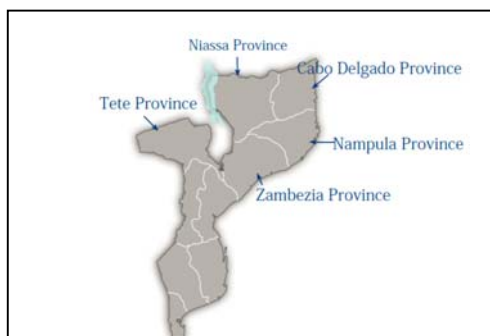 Niassa Province
Cabo Delgado Province
Tete Province
Nampula Province
Zambezia Province